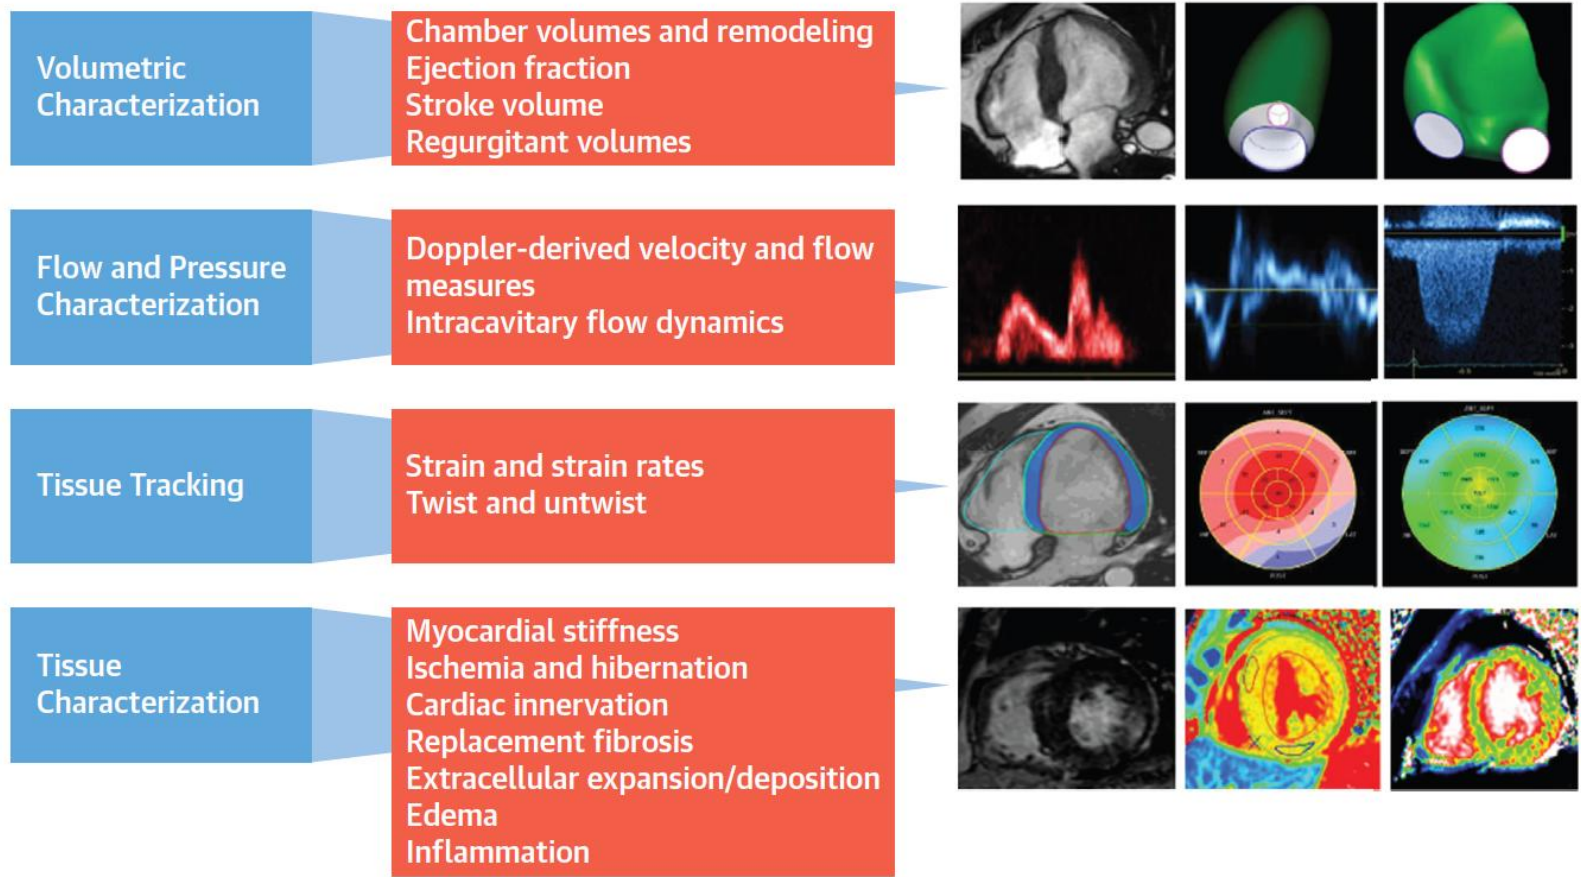 Volumetric
Characterization
Chamber volumes and remodeling
Ejection fraction
Stroke volume
Regurgitant volumes
Flow and Pressure
Characterization
Doppler-derived velocity and flow
measures
Intracavitary flow dynamics
Tissue Tracking
Strain and strain rates
Twist and untwist
Tissue
Characterization
Myocardial stiffness
Ischemia and hibernation
Cardiac innervation
Replacement fibrosis
Extracellular expansion/deposition
Edema
Inflammation